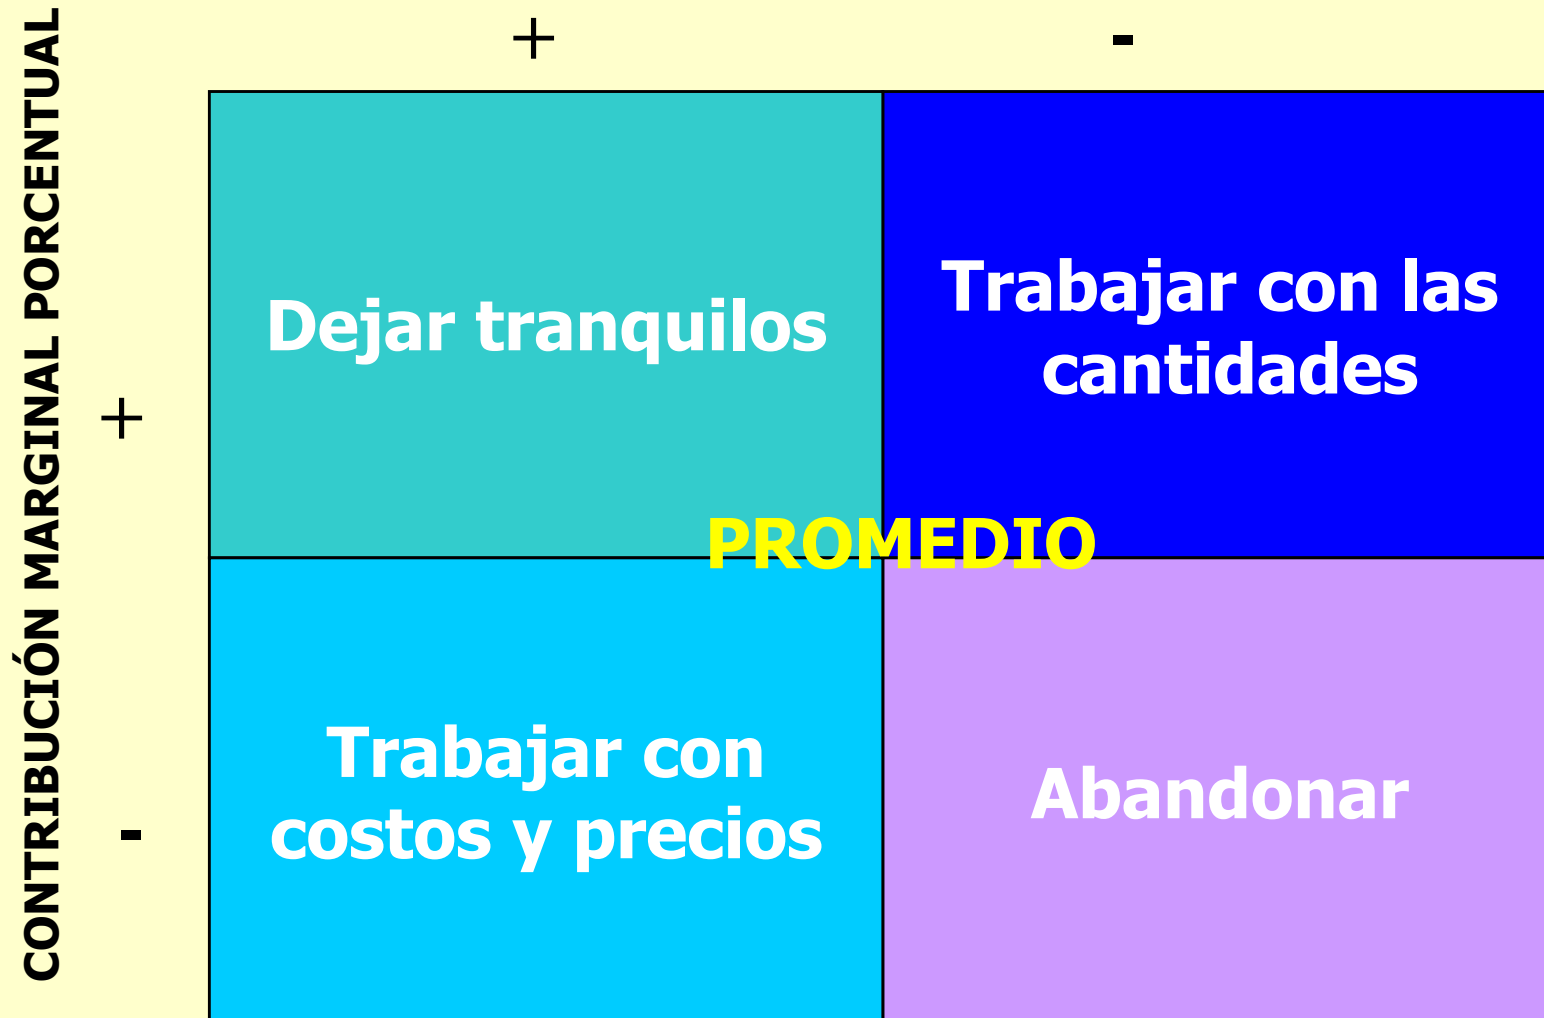 + -
CONTRIBUCIÓN MARGINAL PORCENTUAL
+
-
Dejar tranquilos
Trabajar con las
cantidades
PROMEDIO
Trabajar con
costos y precios
Abandonar